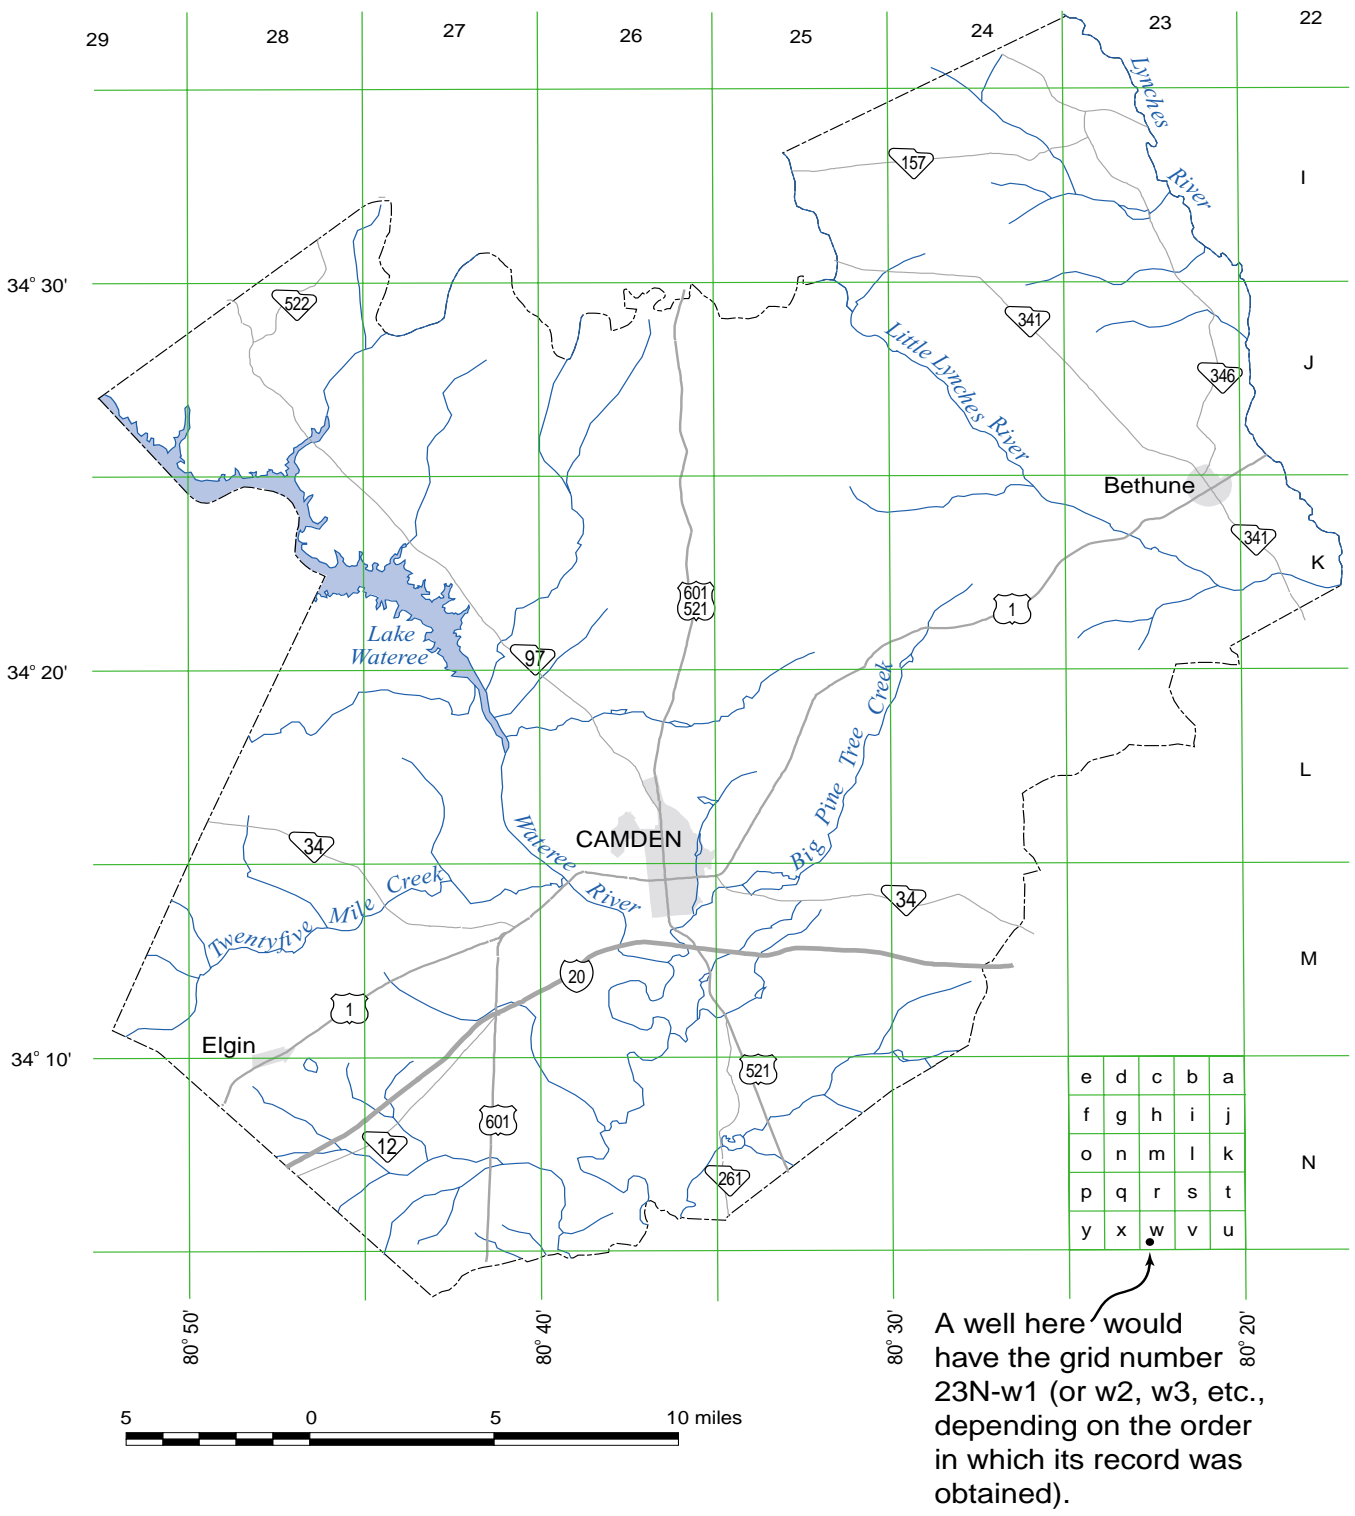 29
28
27
26
25
24
23
22
Lynches
River
157
I
34° 30'
522
341
Little Lynches River
J
346
Bethune
341
K
601
521
1
Lake
Wateree
97
34° 20'
Big Pine Tree Creek
L
34
Wateree
River
CAMDEN
Twentyfive Mile Creek
34
M
20
1
Elgin
34° 10'
521
e d c b a
f g h i j
o n m l k
p q r s t
y x w v u
N
601
12
261
80° 50'
80° 40'
80° 30'
80° 20'
A well here would
have the grid number
23N-w1 (or w2, w3, etc.,
depending on the order
in which its record was
obtained).
5 0 5 10 miles